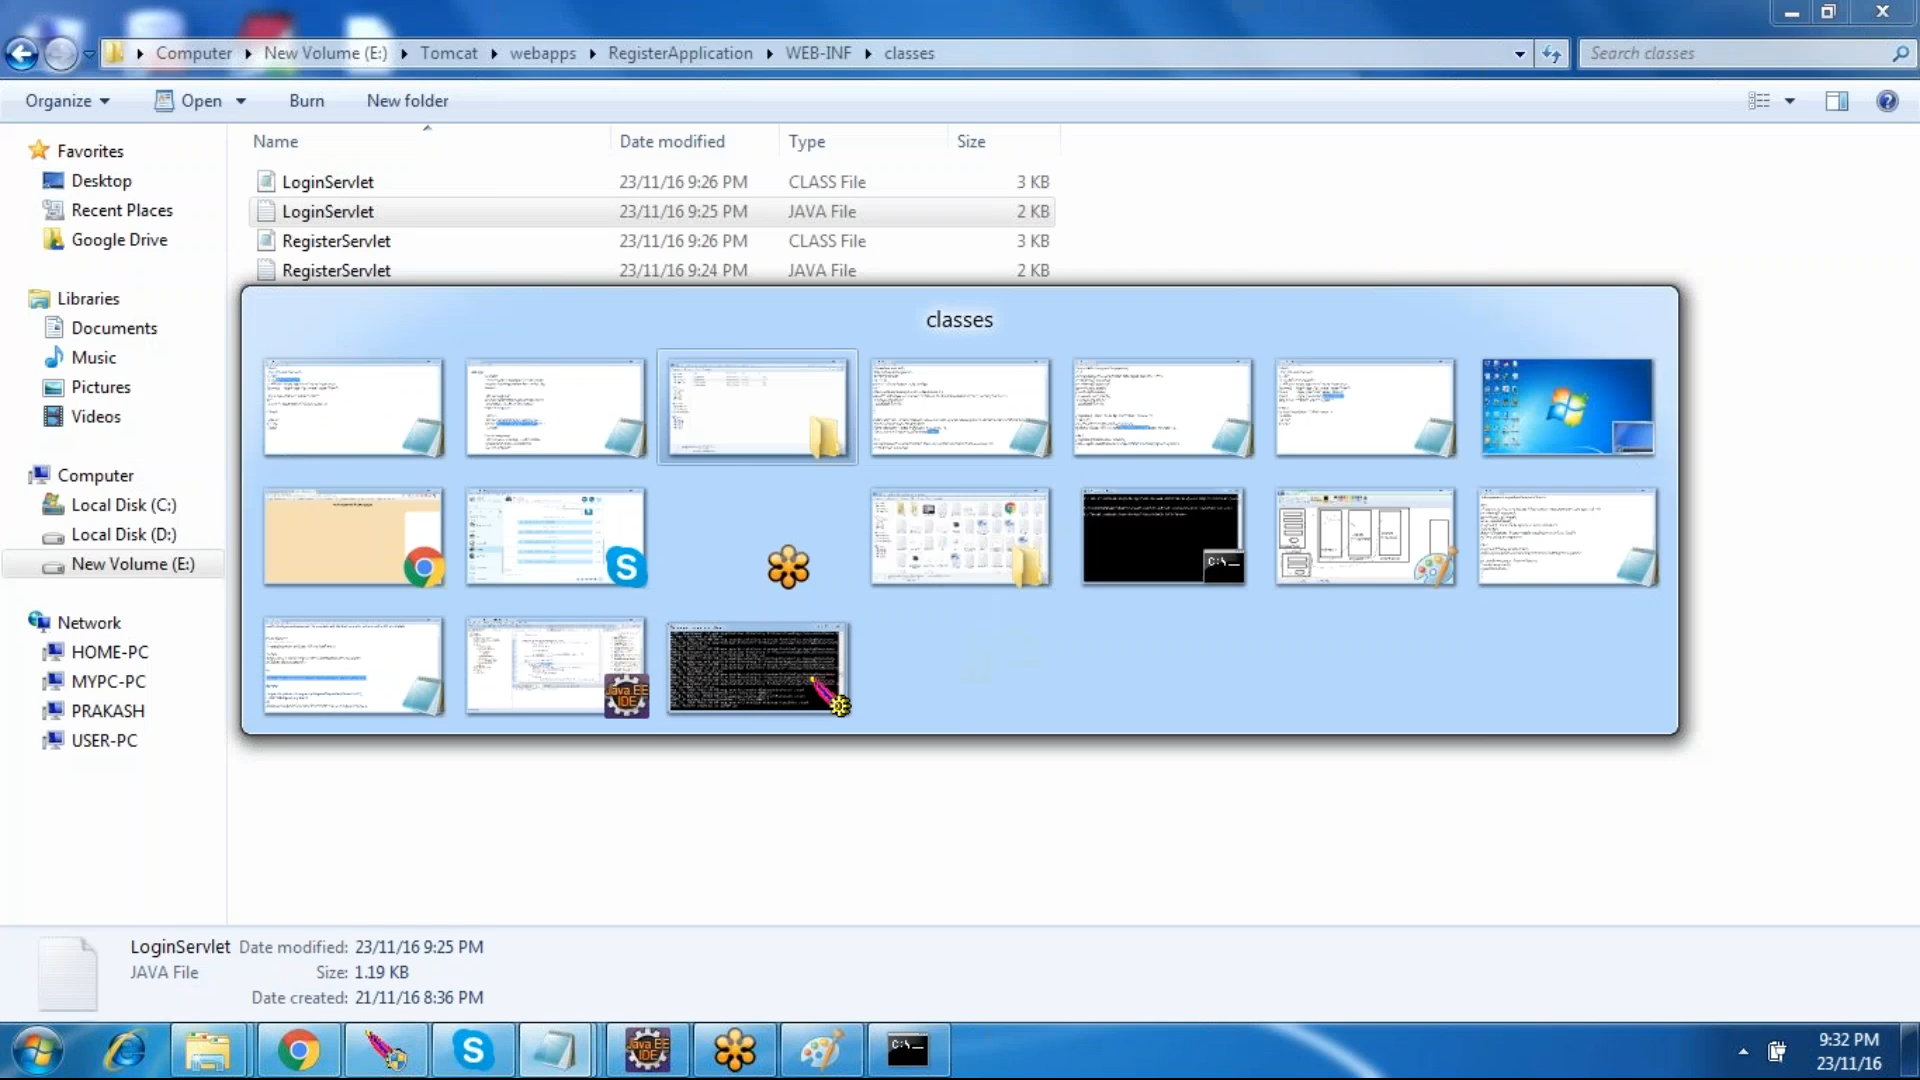 Computer New Volume (E:) Tomcat webapps RegisterApplication WEB-INF classes
Search classes
Organize Open Burn New folder
Name Date modified Type Size
LoginServlet 23/11/16 9:26 PM CLASS File 3 KB
LoginServlet 23/11/16 9:25 PM JAVA File 2 KB
RegisterServlet 23/11/16 9:26 PM CLASS File 3 KB
RegisterServlet 23/11/16 9:24 PM JAVA File 2 KB
Favorites
Desktop
Recent Places
Google Drive
Libraries
Documents
Music
Pictures
Videos
Computer
Local Disk (C:)
Local Disk (D:)
New Volume (E:)
Network
HOME-PC
MYPC-PC
PRAKASH
USER-PC
classes
C:\_
Java EE
IDE
LoginServlet Date modified: 23/11/16 9:25 PM
JAVA File Size: 1.19 KB
Date created: 21/11/16 8:36 PM
Java EE
IDE
C:\_
9:32 PM
23/11/16